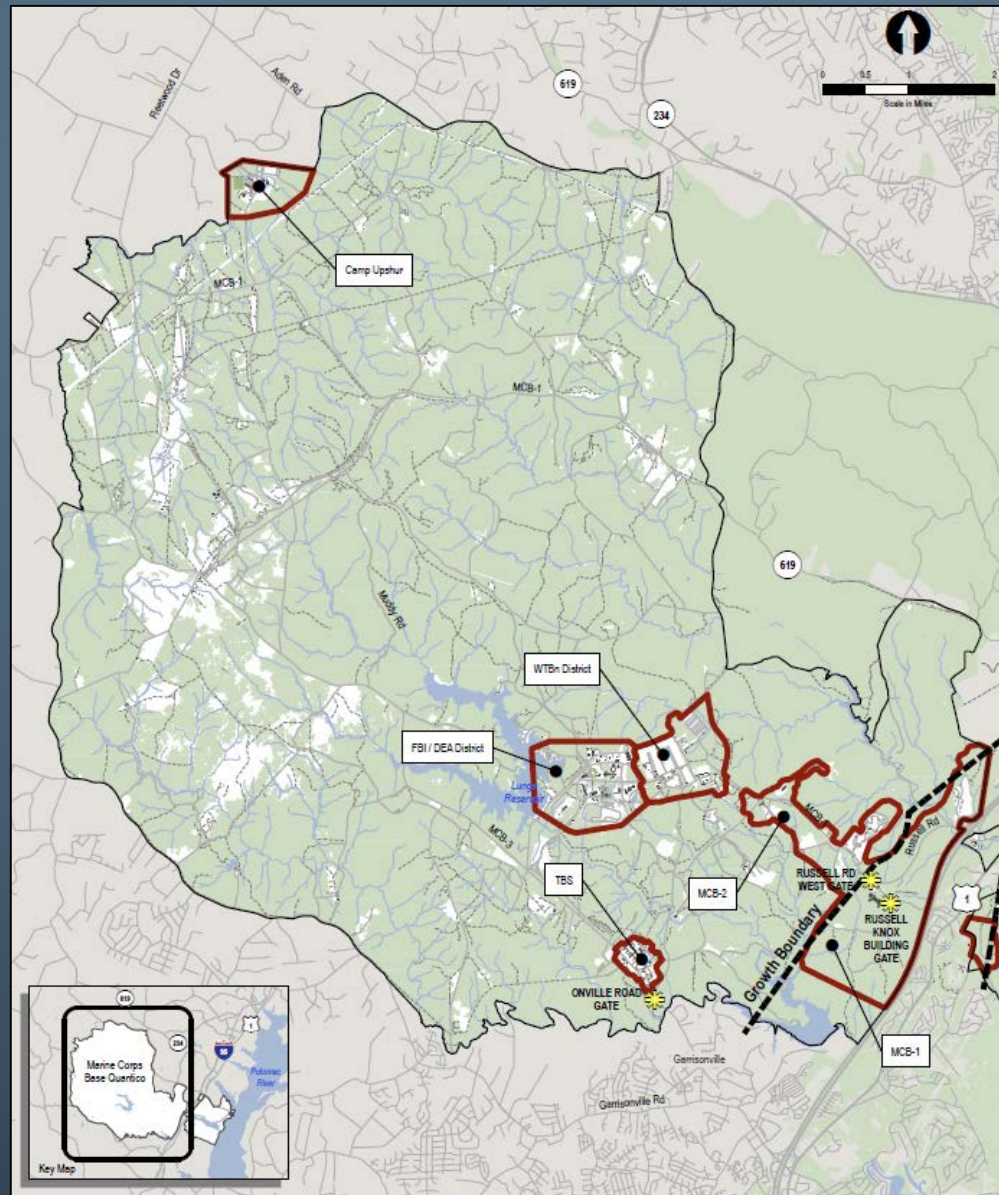 619
234
0 0.5 1 2
Scale in Miles
Fleetwood Dr
Aden Rd
Camp Upshur
MCB-1
MCB-1
619
Muddy Rd
WTBn District
FBI / DEA District
Lunga
Reservoir
MCB-3
MCB-2
Russell Rd
TBS
RUSSELL RD
WEST GATE
MCB-2
1
RUSSELL
KNOX
BUILDING
GATE
Growth Boundary
ONVILLE ROAD
GATE
MCB-1
Garrisonville
Garrisonville Rd
619
1
234
95
Marine Corps
Base Quantico
Potomac
River
Key Map